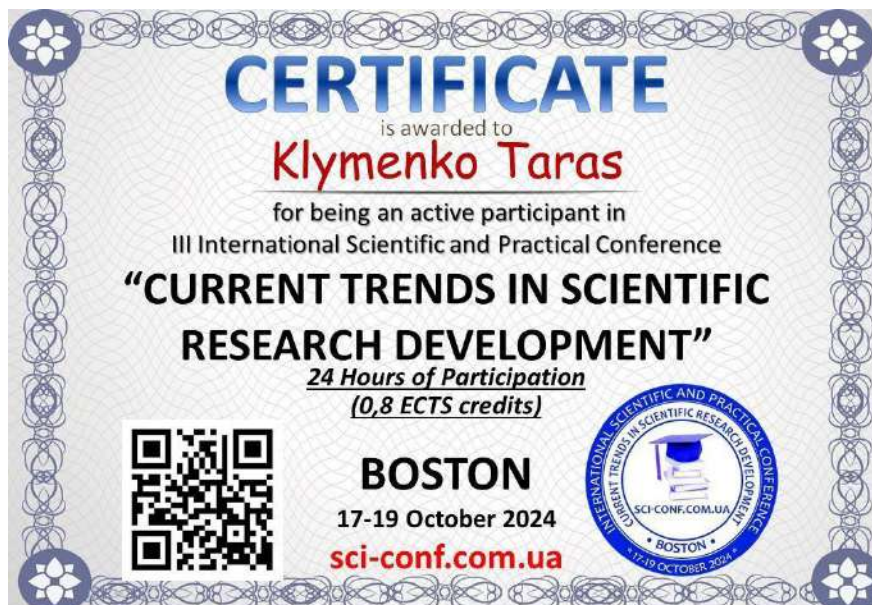 CERTIFICATE
is awarded to
Klymenko Taras
for being an active participant in
III International Scientific and Practical Conference
“CURRENT TRENDS IN SCIENTIFIC
RESEARCH DEVELOPMENT”
24 Hours of Participation
(0,8 ECTS credits)
BOSTON
17-19 October 2024
sci-conf.com.ua
INTERNATIONAL SCIENTIFIC AND PRACTICAL CONFERENCE
CURRENT TRENDS IN SCIENTIFIC RESEARCH DEVELOPMENT
SCI-CONF.COM.UA
• BOSTON •
* 17-19 OCTOBER 2024 *